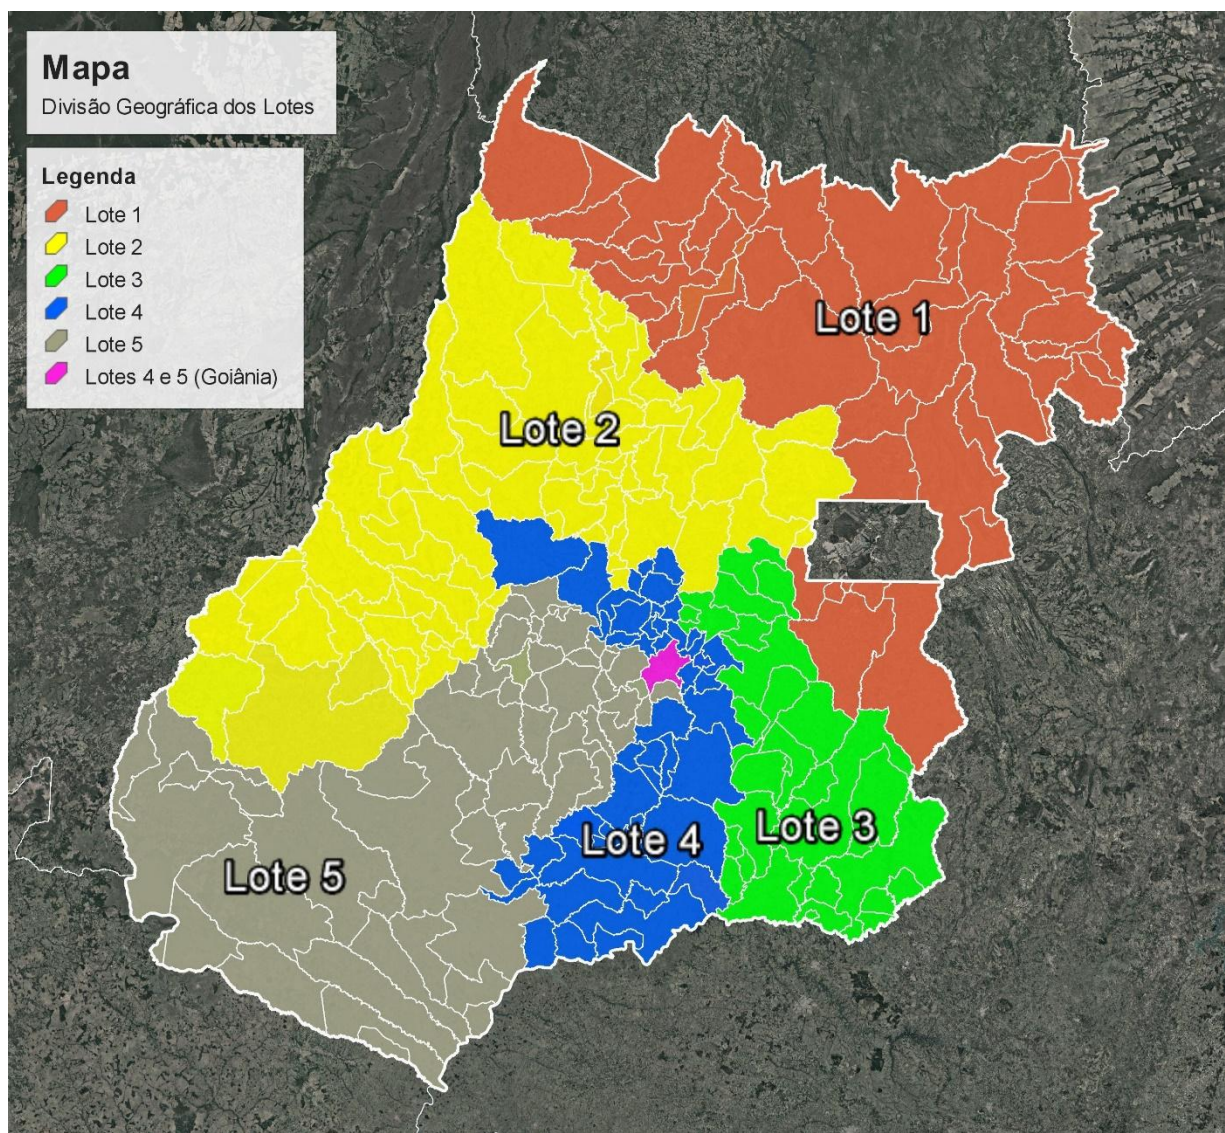 Mapa
Divisão Geográfica dos Lotes
Legenda
Lote 1
Lote 2
Lote 3
Lote 4
Lote 5
Lotes 4 e 5 (Goiânia)
Lote 1
Lote 2
Lote 3
Lote 4
Lote 5